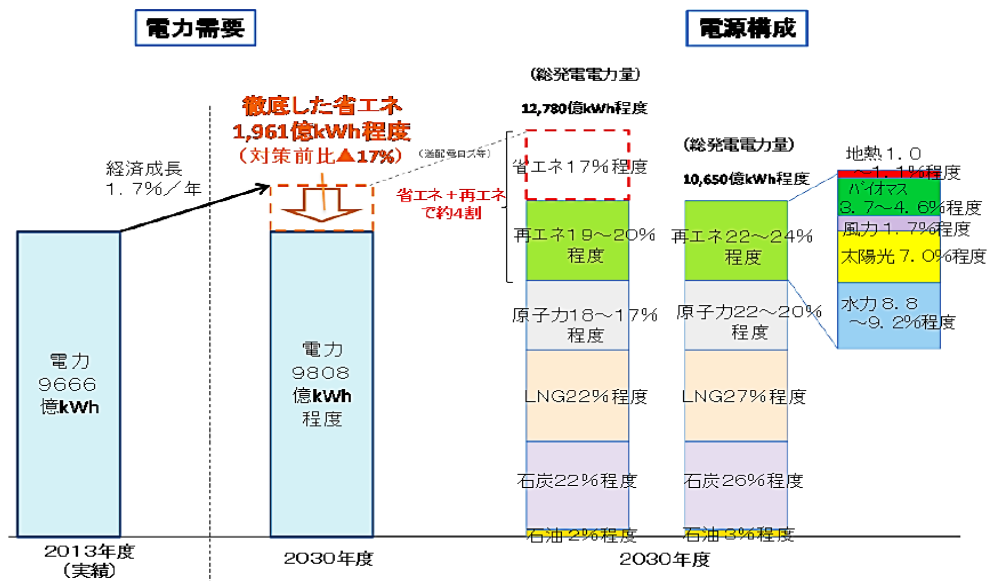 電力需要
電源構成
(総発電電力量)
12,780億kWh程度
徹底した省エネ
1,961億kWh程度
(対策前比▲17%)
(送配電ロス等)
経済成長
1.7%/年
省エネ+再エネ
で約4割
省エネ17%程度
(総発電電力量)
10,650億kWh程度
地熱1.0
~1.1%程度
バイオマス
3.7~4.6%程度
風力1.7%程度
太陽光7.0%程度
水力8.8
~9.2%程度
再エネ19~20%
程度
再エネ22~24%
程度
原子力18~17%
程度
原子力22~20%
程度
電力
9666
億kWh
電力
9808
億kWh
程度
LNG22%程度
LNG27%程度
石炭22%程度
石炭26%程度
石油2%程度
石油3%程度
2013年度
(実績)
2030年度
2030年度